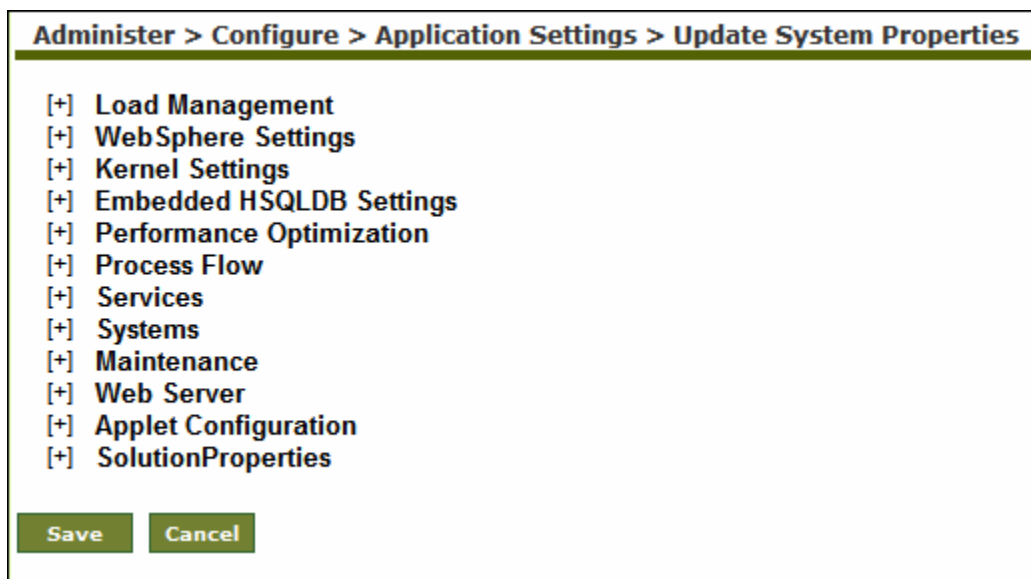 Administer > Configure > Application Settings > Update System Properties
[+] Load Management
[+] WebSphere Settings
[+] Kernel Settings
[+] Embedded HSQLDB Settings
[+] Performance Optimization
[+] Process Flow
[+] Services
[+] Systems
[+] Maintenance
[+] Web Server
[+] Applet Configuration
[+] SolutionProperties
Save Cancel